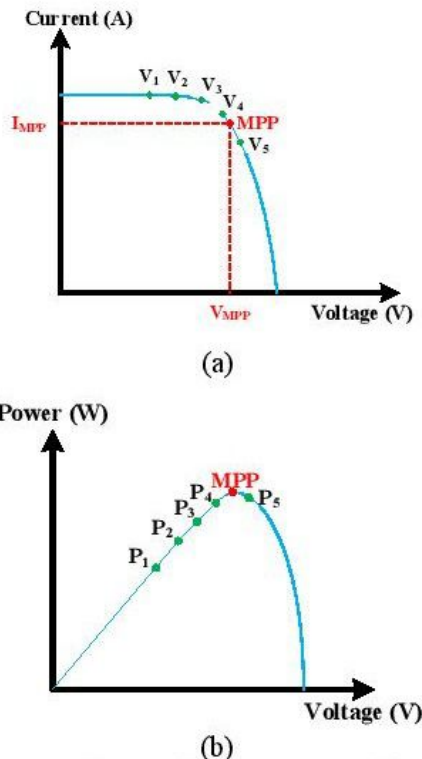 Current (A)
V1 V2 V3
V4
IMPP MPP
V5
VMPP Voltage (V)
(a)
Power (W)
MPP
P4 P5
P3
P2
P1
Voltage (V)
(b)